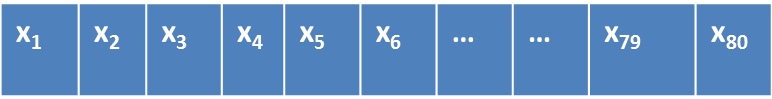 x₁ x₂ x₃ x₄ x₅ x₆ ... ... x₇₉ x₈₀